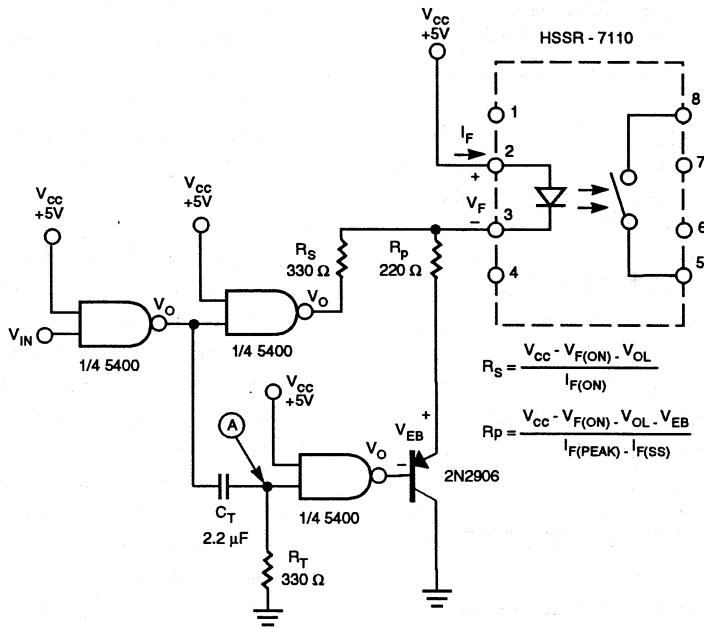 V_CC
+5V
HSSR - 7110
1
8
I_F
2
+
7
V_CC
+5V
V_CC
+5V
V_F
–
3
6
R_S
330 Ω
R_p
220 Ω
4
5
V_O
V_O
V_IN
1/4 5400
1/4 5400
R_S = V_CC - V_F(ON) - V_OL / I_F(ON)
V_CC
+5V
A
V_EB
+
R_P = V_CC - V_F(ON) - V_OL - V_EB / I_F(PEAK) - I_F(SS)
V_O
–
2N2906
C_T
2.2 µF
1/4 5400
R_T
330 Ω